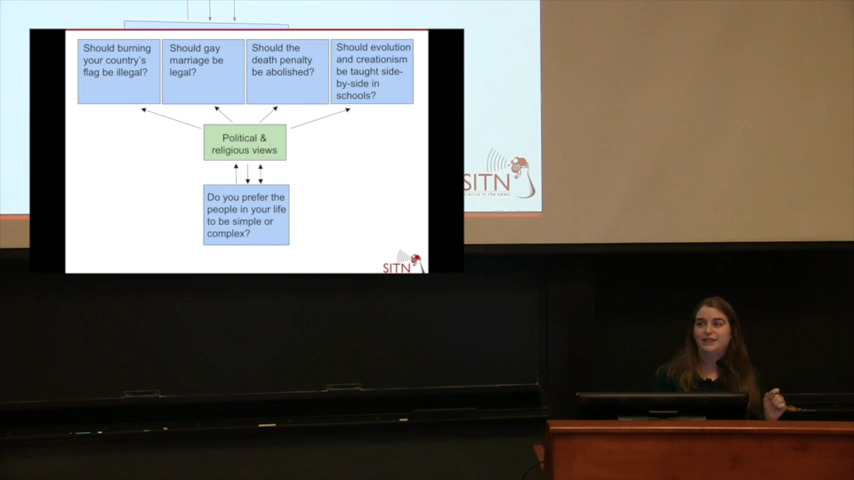 Should burning
your country's
flag be illegal?
Should gay
marriage be
legal?
Should the
death penalty
be abolished?
Should evolution
and creationism
be taught side-
by-side in
schools?
Political &
religious views
Do you prefer the
people in your life
to be simple or
complex?
SITN
SITN